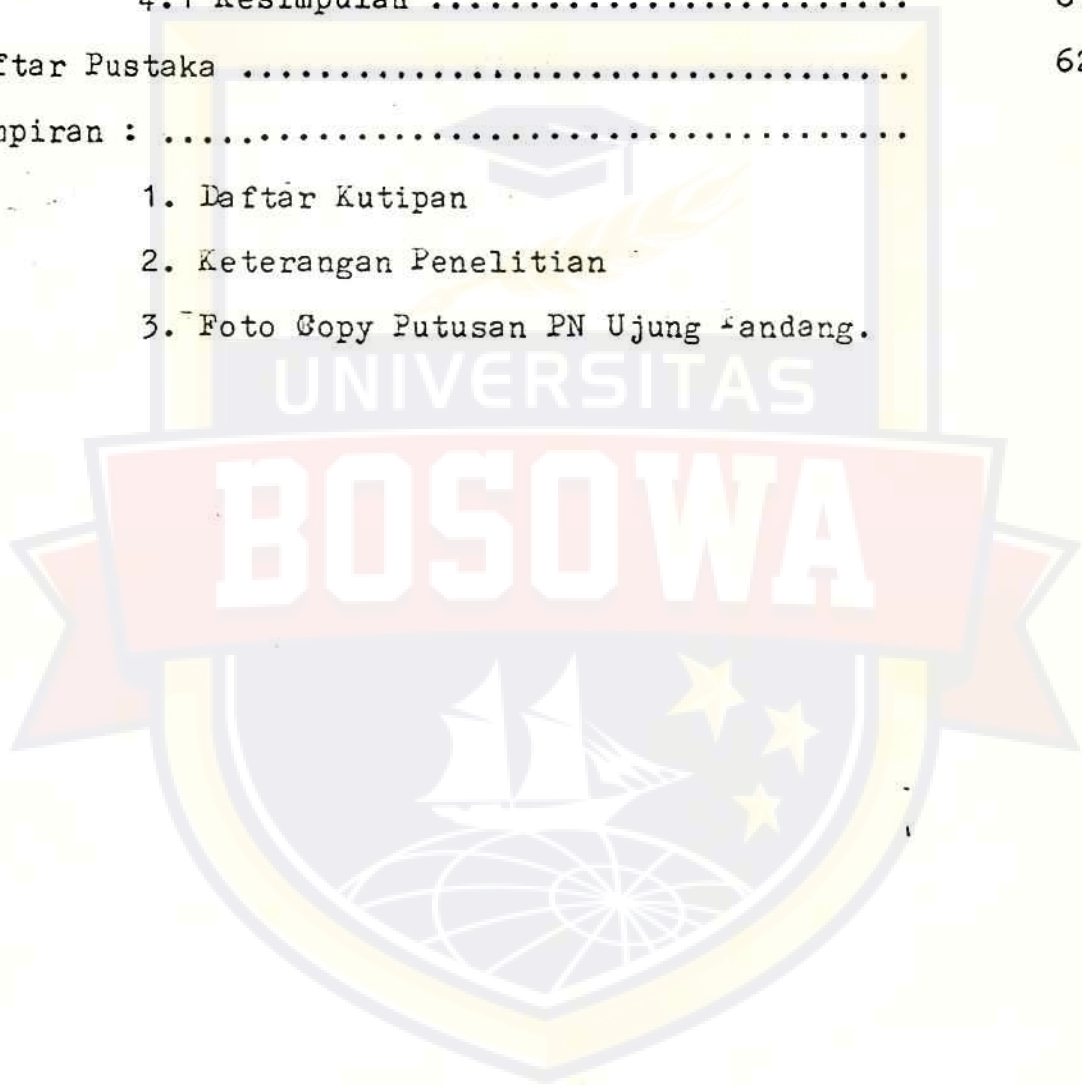 4.1 Kesimpulan ........................
ftar Pustaka ...................................
62
mpiran : .......................................
1. Daftar Kutipan
2. Keterangan Penelitian
3. Foto Copy Putusan PN Ujung Pandang.
UNIVERSITAS
BOSOWA